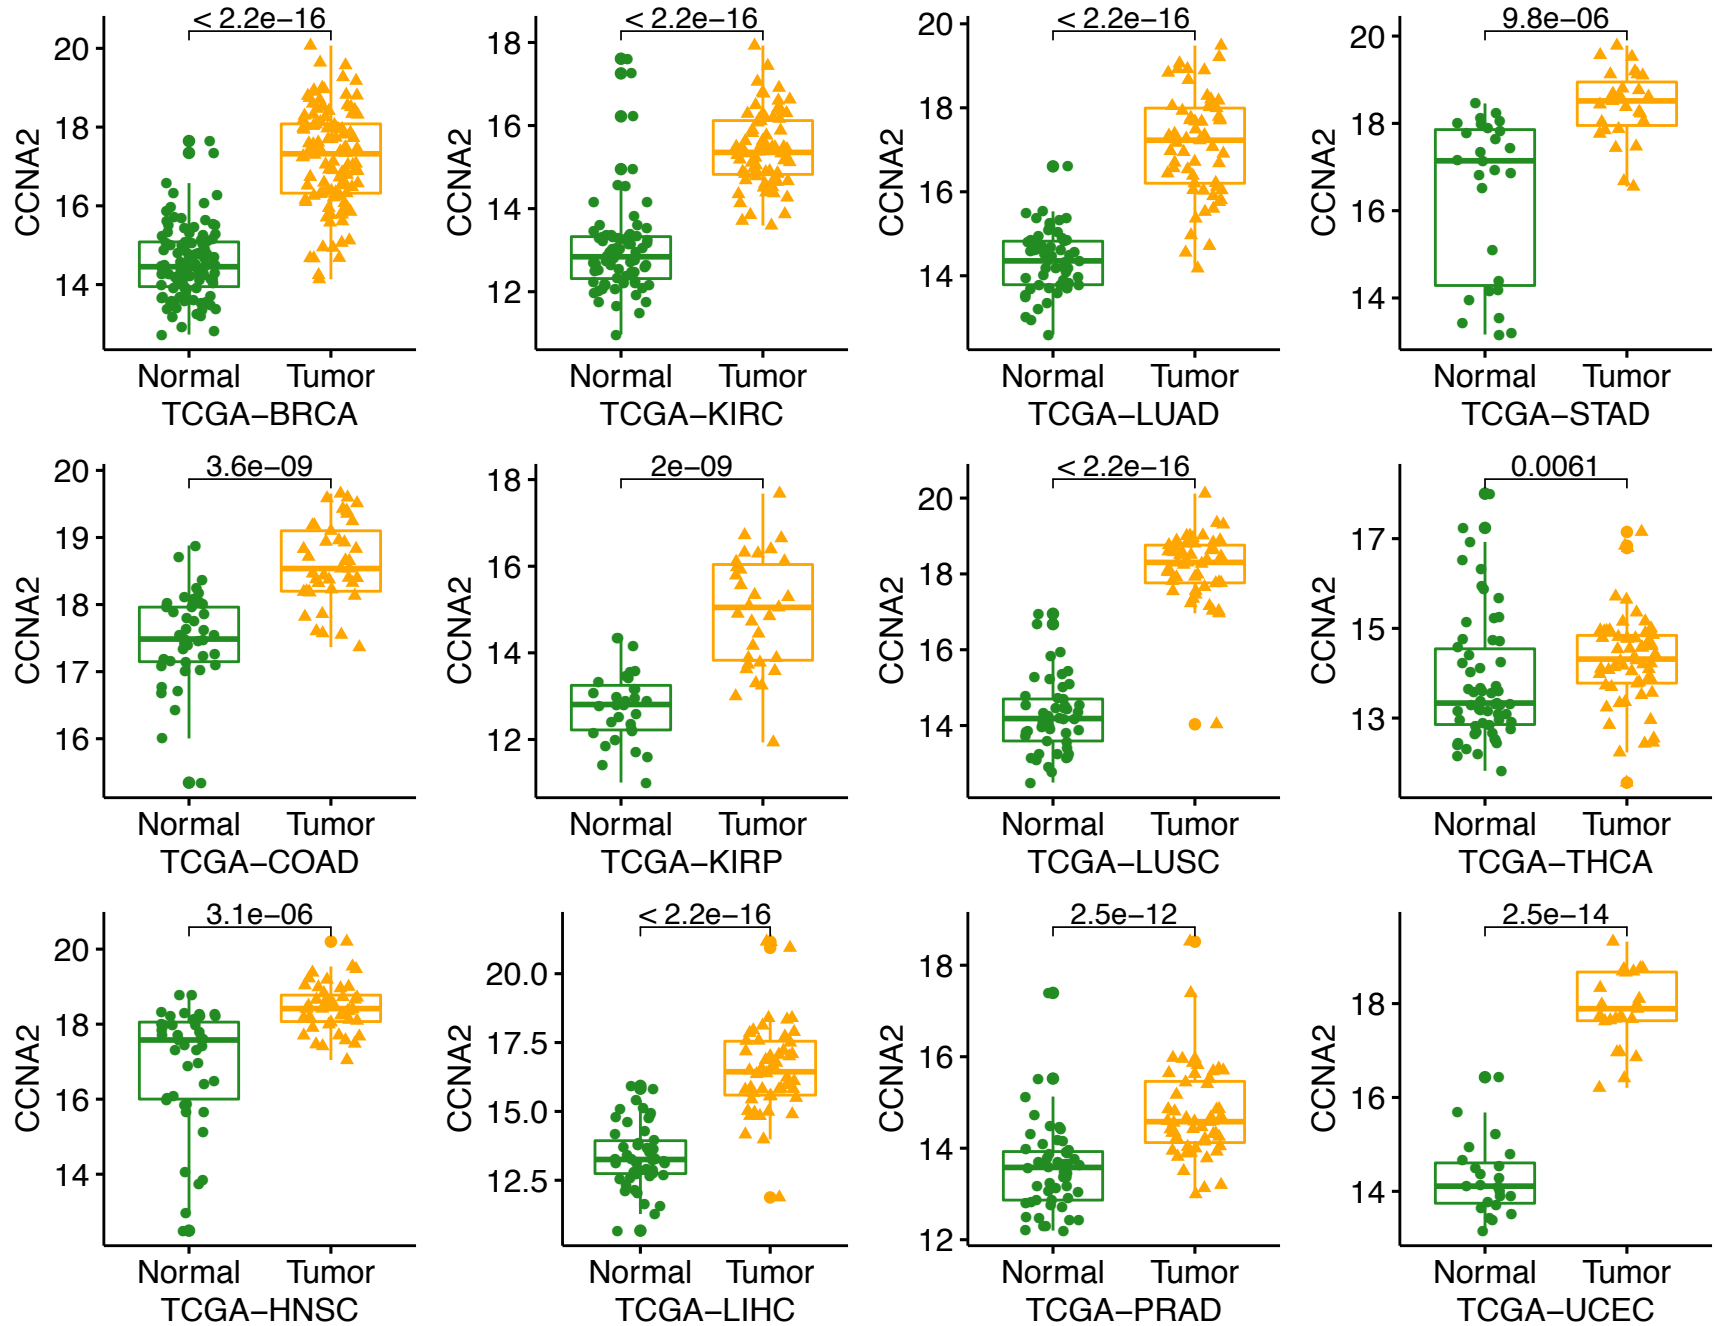 < 2.2e−16
20
18
16
14
CCNA2
Normal Tumor
TCGA−BRCA
< 2.2e−16
18
16
14
12
CCNA2
Normal Tumor
TCGA−KIRC
< 2.2e−16
20
18
16
14
CCNA2
Normal Tumor
TCGA−LUAD
9.8e−06
20
18
16
14
CCNA2
Normal Tumor
TCGA−STAD
3.6e−09
20
19
18
17
16
CCNA2
Normal Tumor
TCGA−COAD
2e−09
18
16
14
12
CCNA2
Normal Tumor
TCGA−KIRP
< 2.2e−16
20
18
16
14
CCNA2
Normal Tumor
TCGA−LUSC
0.0061
17
15
13
CCNA2
Normal Tumor
TCGA−THCA
3.1e−06
20
18
16
14
CCNA2
Normal Tumor
TCGA−HNSC
< 2.2e−16
20.0
17.5
15.0
12.5
CCNA2
Normal Tumor
TCGA−LIHC
2.5e−12
18
16
14
12
CCNA2
Normal Tumor
TCGA−PRAD
2.5e−14
18
16
14
CCNA2
Normal Tumor
TCGA−UCEC